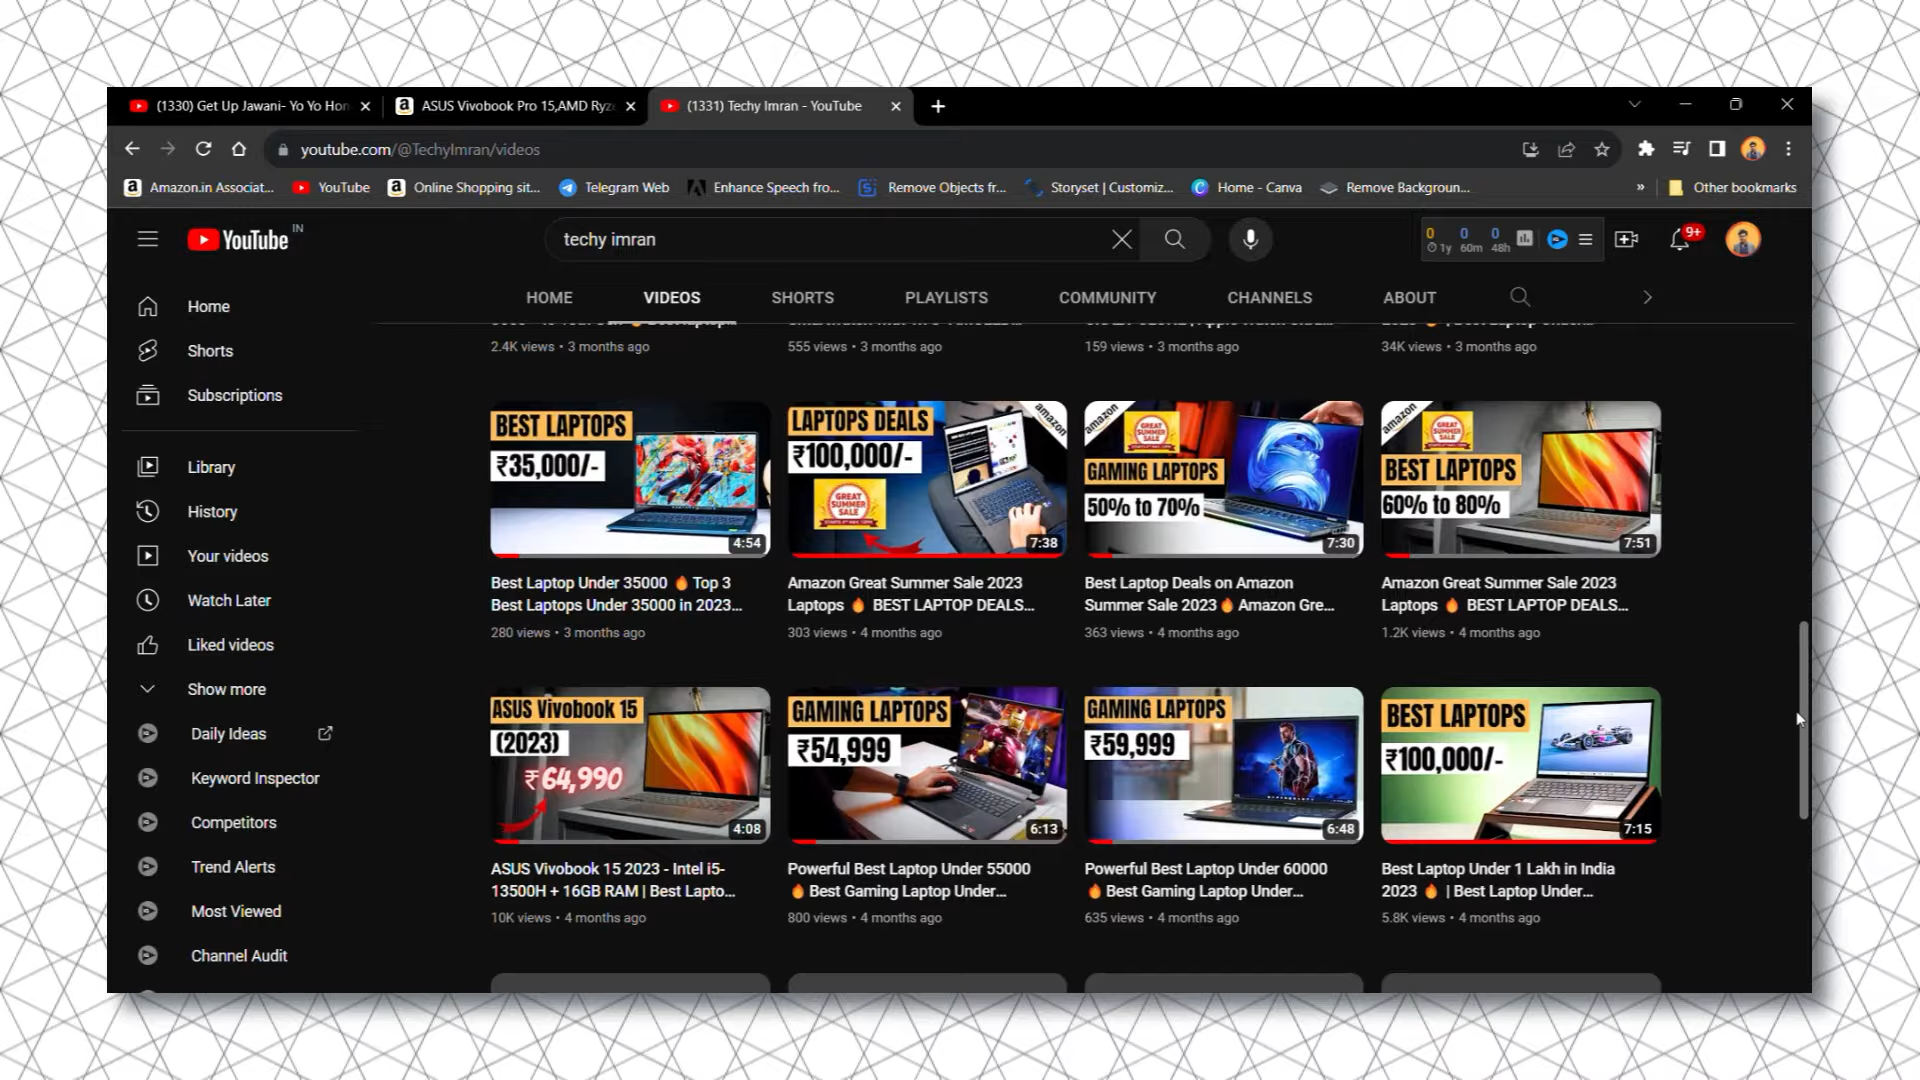 (1330) Get Up Jawani- Yo Yo Hon
ASUS Vivobook Pro 15,AMD Ryze
(1331) Techy Imran - YouTube
youtube.com/@TechyImran/videos
Amazon.in Associat...
YouTube
Online Shopping sit...
Telegram Web
Enhance Speech fro...
Remove Objects fr...
Storyset | Customiz...
Home - Canva
Remove Backgroun...
»
Other bookmarks
YouTube IN
techy imran
0 0 0
1y 60m 48h
9+
HOME
VIDEOS
SHORTS
PLAYLISTS
COMMUNITY
CHANNELS
ABOUT
Home
Shorts
Subscriptions
Library
History
Your videos
Watch Later
Liked videos
Show more
Daily Ideas
Keyword Inspector
Competitors
Trend Alerts
Most Viewed
Channel Audit
2.4K views • 3 months ago
555 views • 3 months ago
159 views • 3 months ago
34K views • 3 months ago
BEST LAPTOPS
₹35,000/-
4:54
Best Laptop Under 35000 🔥Top 3
Best Laptops Under 35000 in 2023...
280 views • 3 months ago
LAPTOPS DEALS
₹100,000/-
amazon
GREAT
SUMMER
SALE
7:38
Amazon Great Summer Sale 2023
Laptops 🔥 BEST LAPTOP DEALS...
303 views • 4 months ago
amazon
GREAT
SUMMER
SALE
GAMING LAPTOPS
50% to 70%
7:30
Best Laptop Deals on Amazon
Summer Sale 2023🔥Amazon Gre...
363 views • 4 months ago
amazon
GREAT
SUMMER
SALE
BEST LAPTOPS
60% to 80%
7:51
Amazon Great Summer Sale 2023
Laptops 🔥 BEST LAPTOP DEALS...
1.2K views • 4 months ago
ASUS Vivobook 15
(2023)
₹64,990
4:08
ASUS Vivobook 15 2023 - Intel i5-
13500H + 16GB RAM | Best Lapto...
10K views • 4 months ago
GAMING LAPTOPS
₹54,999
6:13
Powerful Best Laptop Under 55000
🔥Best Gaming Laptop Under...
800 views • 4 months ago
GAMING LAPTOPS
₹59,999
6:48
Powerful Best Laptop Under 60000
🔥Best Gaming Laptop Under...
635 views • 4 months ago
BEST LAPTOPS
₹100,000/-
7:15
Best Laptop Under 1 Lakh in India
2023 🔥 | Best Laptop Under...
5.8K views • 4 months ago